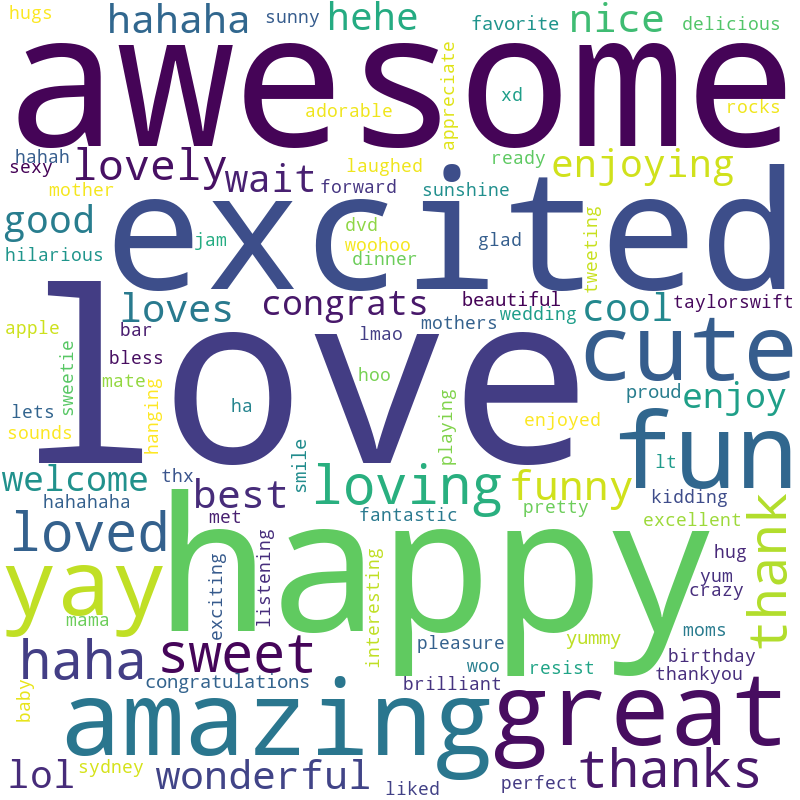 hugs
hahaha
sunny
hehe
favorite
nice
delicious
awesome
adorable
appreciate
xd
rocks
hahah
sexy
lovely
wait
laughed
forward
ready
sunshine
enjoying
mother
good
hilarious
jam
excited
dvd
woohoo
dinner
glad
tweeting
loves
congrats
beautiful
wedding
cool
taylorswift
apple
sweetie
bar
bless
mate
lmao
mothers
love
cute
hoo
ha
lets
sounds
hanging
playing
enjoyed
proud
enjoy
fun
lt
welcome
thx
best
smile
loving
funny
kidding
hahahaha
met
fantastic
pretty
excellent
loved
happy
thank
yay
mama
exciting
listening
interesting
hug
yum
crazy
haha
sweet
pleasure
woo
yummy
resist
moms
birthday
thankyou
baby
congratulations
brilliant
amazing
great
lol
sydney
wonderful
liked
perfect
thanks